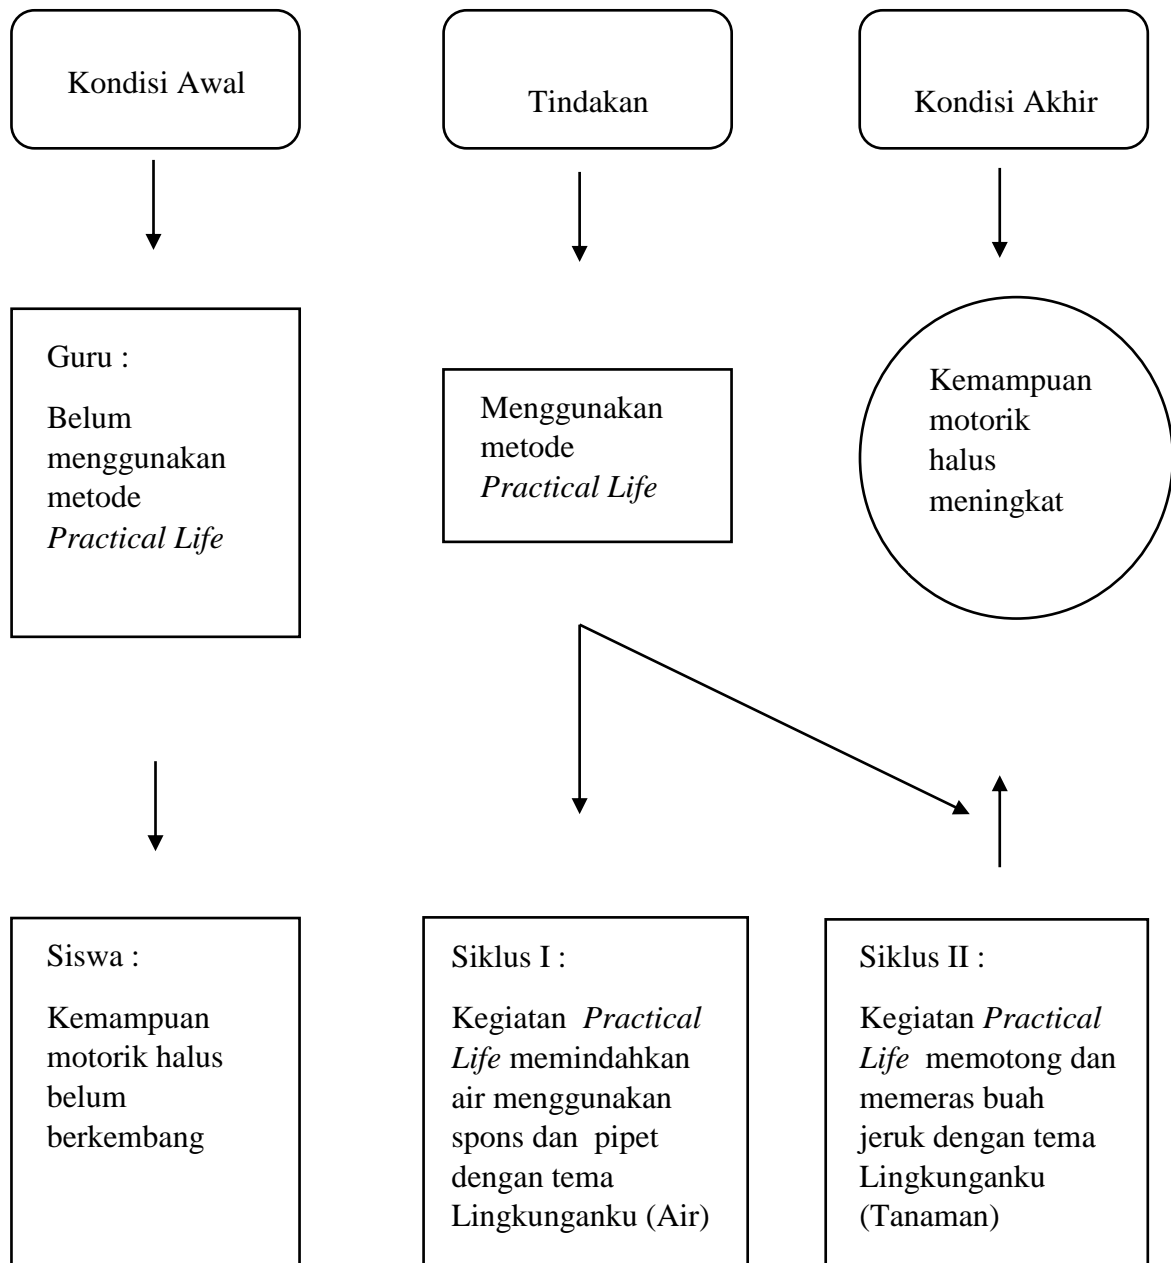 Kondisi Awal
Tindakan
Kondisi Akhir
Guru :
Belum
menggunakan
metode
Practical Life
Menggunakan
metode
Practical Life
Kemampuan
motorik
halus
meningkat
Siswa :
Kemampuan
motorik halus
belum
berkembang
Siklus I :
Kegiatan Practical
Life memindahkan
air menggunakan
spons dan pipet
dengan tema
Lingkunganku (Air)
Siklus II :
Kegiatan Practical
Life memotong dan
memeras buah
jeruk dengan tema
Lingkunganku
(Tanaman)